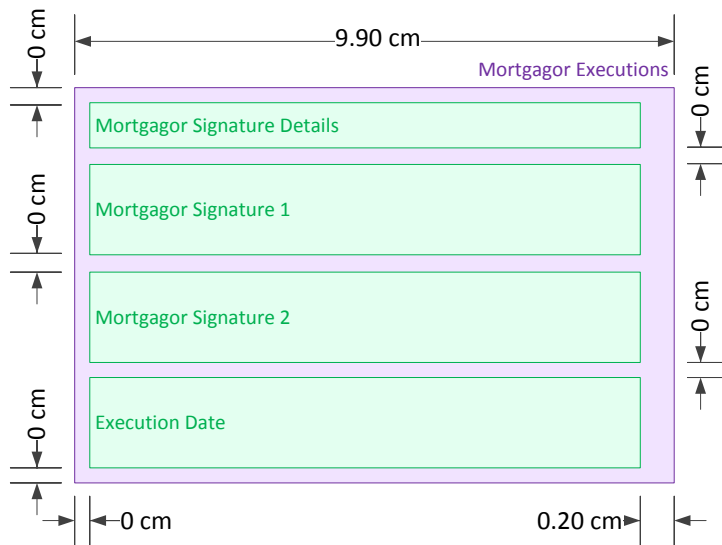 0 cm
9.90 cm
Mortgagor Executions
0 cm
Mortgagor Signature Details
Mortgagor Signature 1
0 cm
Mortgagor Signature 2
0 cm
Execution Date
0 cm
0 cm
0.20 cm